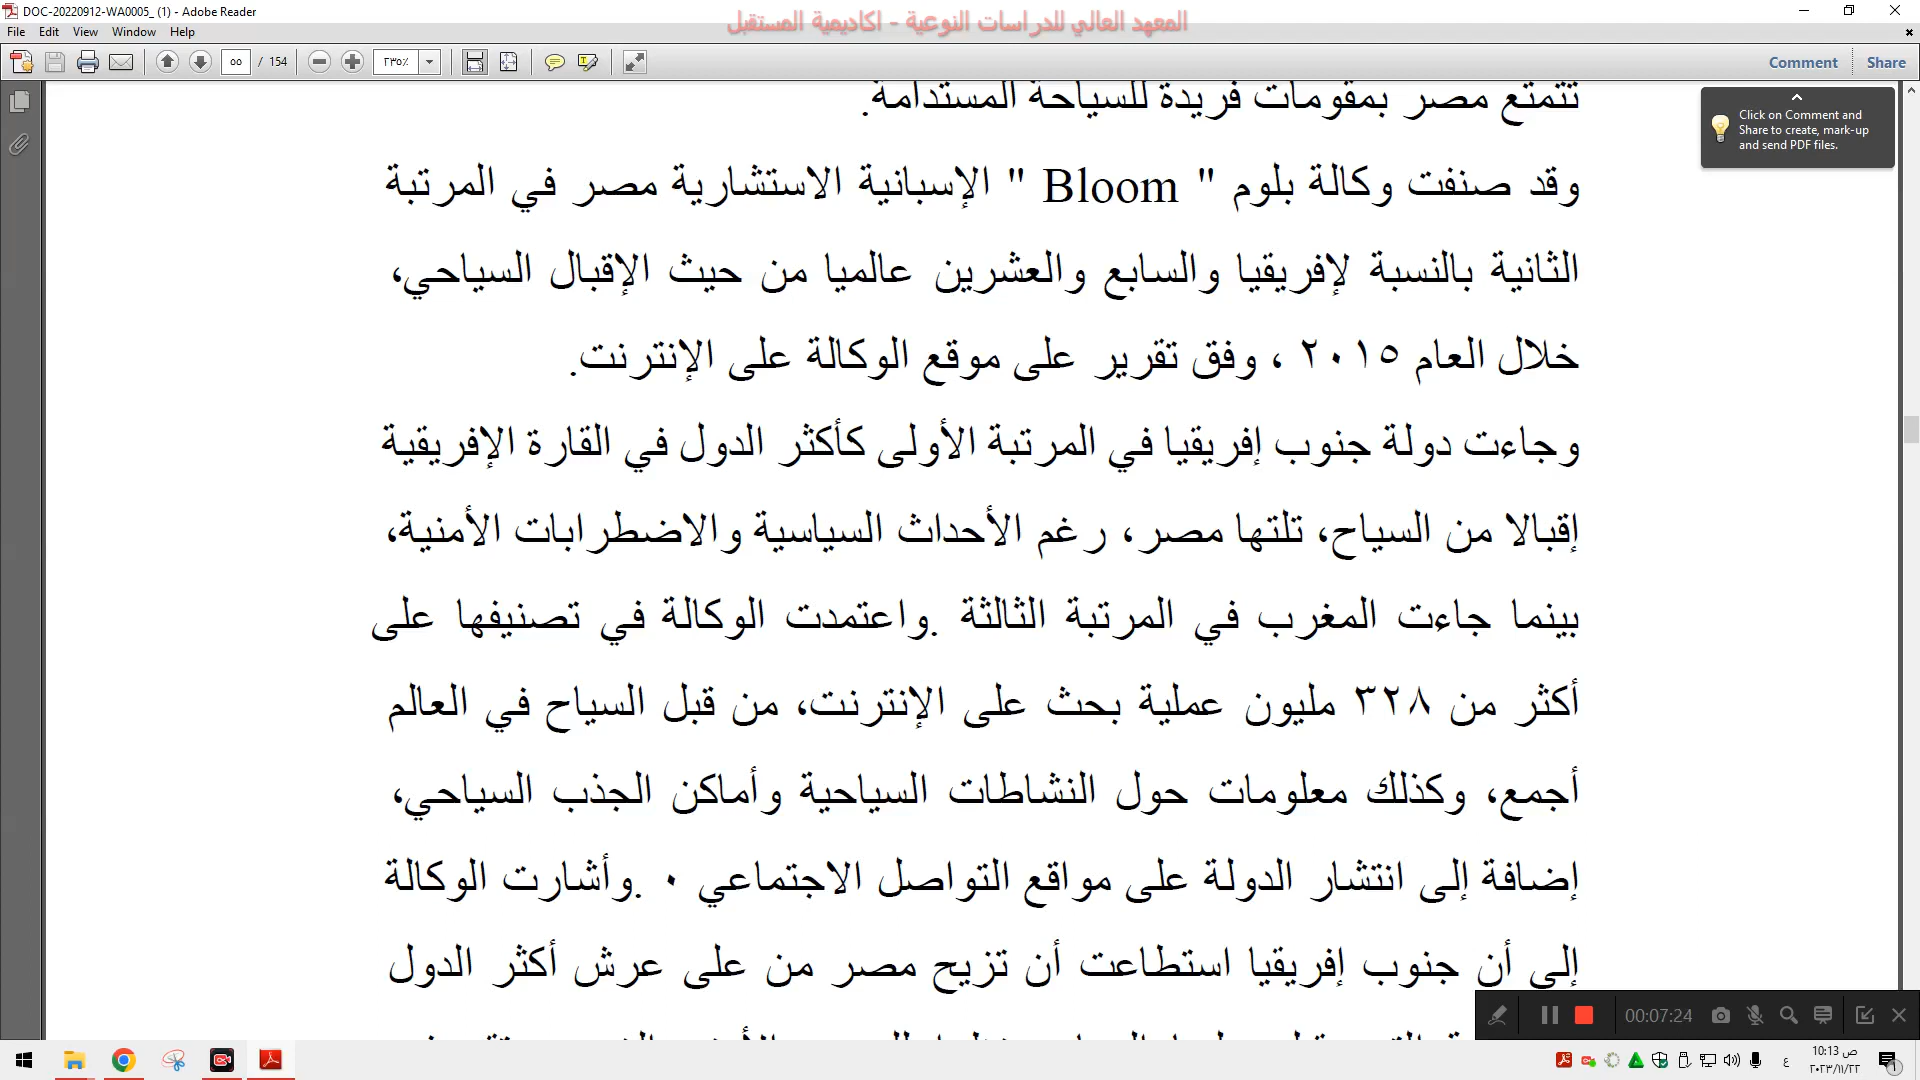 DOC-20220912-WA0005_ (1) - Adobe Reader
المعهد العالي للدراسات النوعية - اكاديمية المستقبل
File Edit View Window Help
٥٥ / 154
٢٣٥٪
Comment Share
Click on Comment and
Share to create, mark-up
and send PDF files.
تتمتع مصر بمقومات فريدة للسياحة المستدامة.
وقد صنفت وكالة بلوم " Bloom " الإسبانية الاستشارية مصر في المرتبة
الثانية بالنسبة لإفريقيا والسابع والعشرين عالميا من حيث الإقبال السياحي،
خلال العام ٢٠١٥ ، وفق تقرير على موقع الوكالة على الإنترنت.
وجاءت دولة جنوب إفريقيا في المرتبة الأولى كأكثر الدول في القارة الإفريقية
إقبالا من السياح، تلتها مصر، رغم الأحداث السياسية والاضطرابات الأمنية،
بينما جاءت المغرب في المرتبة الثالثة .واعتمدت الوكالة في تصنيفها على
أكثر من ٣٢٨ مليون عملية بحث على الإنترنت، من قبل السياح في العالم
أجمع، وكذلك معلومات حول النشاطات السياحية وأماكن الجذب السياحي،
إضافة إلى انتشار الدولة على مواقع التواصل الاجتماعي ٠ .وأشارت الوكالة
إلى أن جنوب إفريقيا استطاعت أن تزيح مصر من على عرش أكثر الدول
00:07:24
ع
10:13 ص
٢٠٢٣/١١/٢٢
1